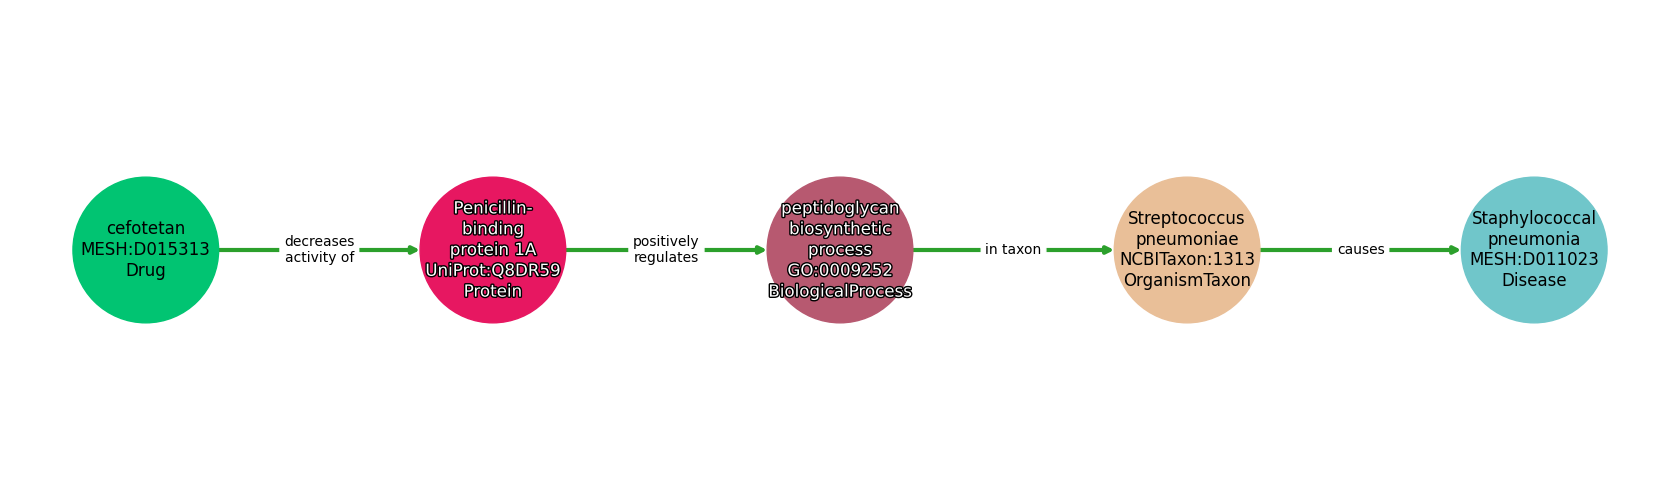 cefotetan
MESH:D015313
Drug
decreases
activity of
Penicillin-
binding
protein 1A
UniProt:Q8DR59
Protein
positively
regulates
peptidoglycan
biosynthetic
process
GO:0009252
BiologicalProcess
in taxon
Streptococcus
pneumoniae
NCBITaxon:1313
OrganismTaxon
causes
Staphylococcal
pneumonia
MESH:D011023
Disease